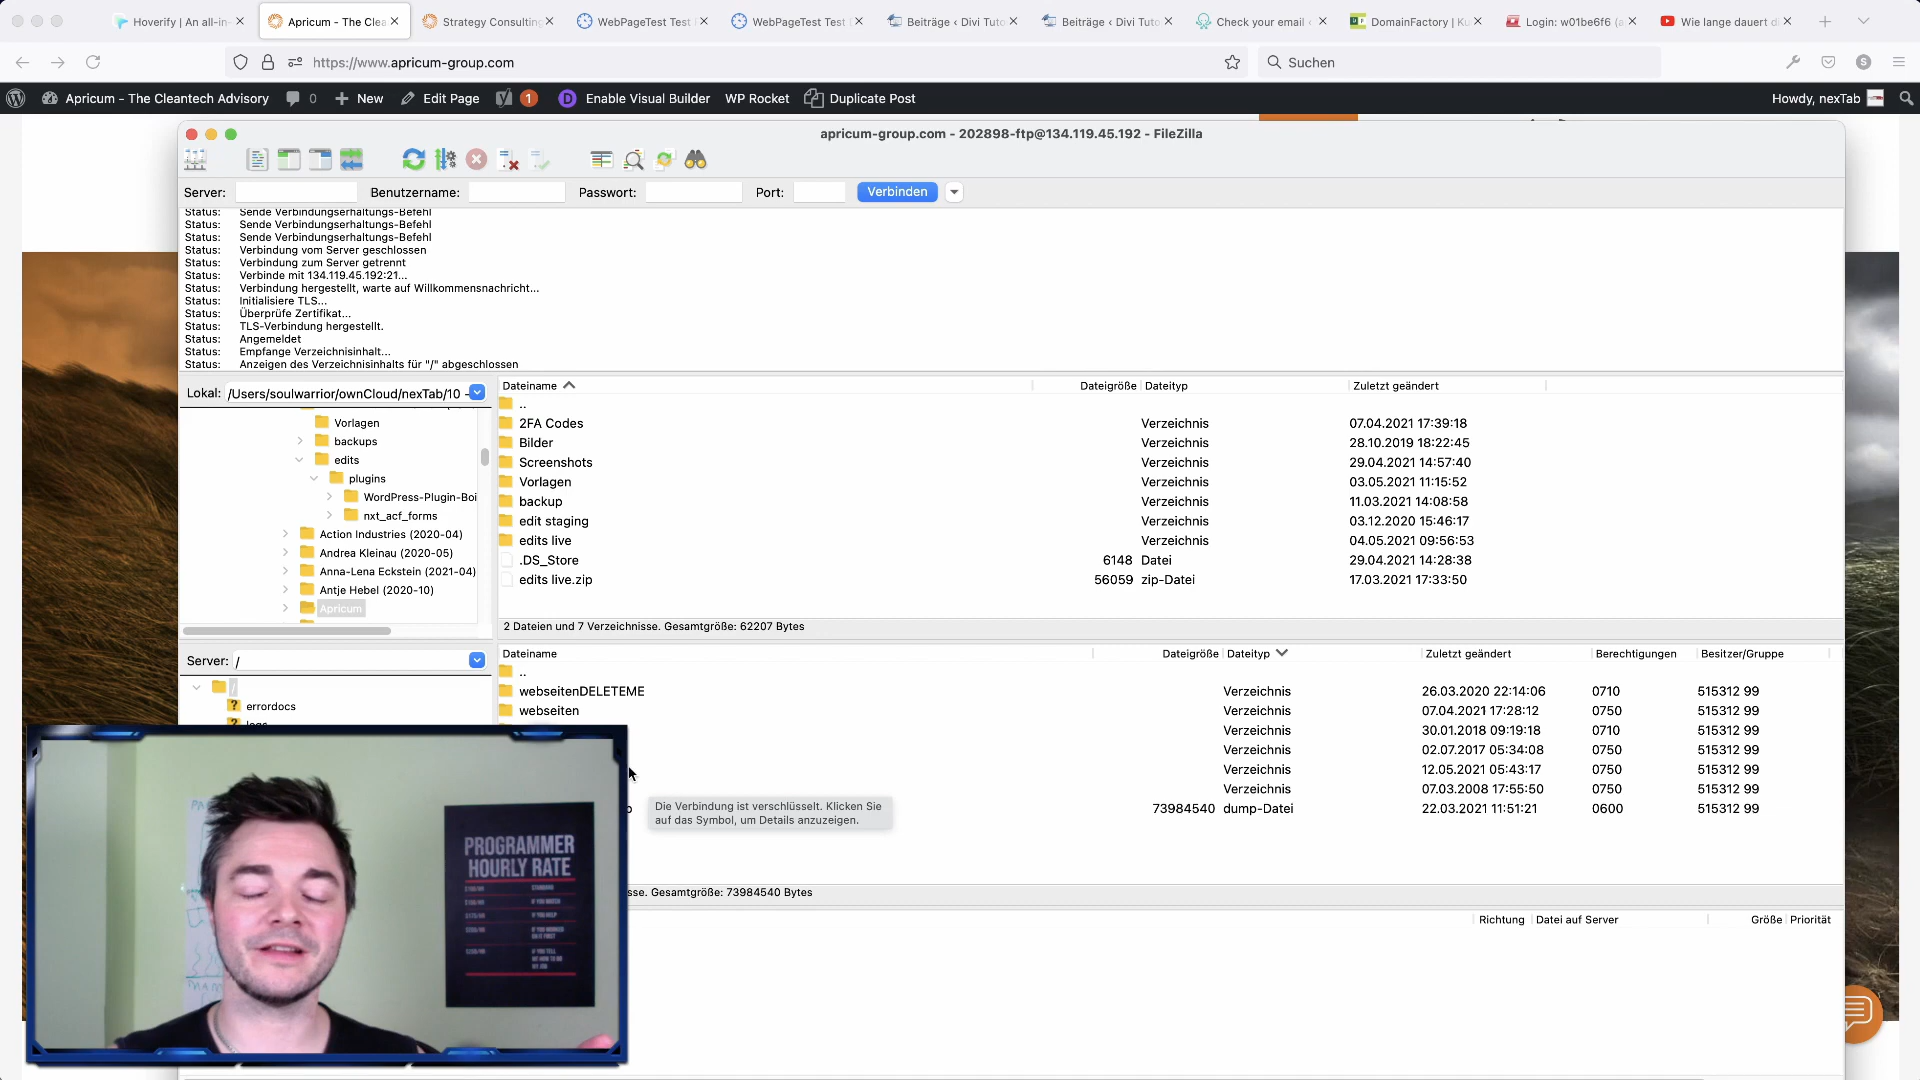 Hoverify | An all-in-
Apricum - The Clea
Strategy Consulting
WebPageTest Test
WebPageTest Test
Beiträge ‹ Divi Tuto
Beiträge ‹ Divi Tuto
Check your email
DomainFactory | Ku
Login: w01be6f6 (a
Wie lange dauert d
https://www.apricum-group.com
Suchen
Apricum - The Cleantech Advisory
0
New
Edit Page
1
Enable Visual Builder
WP Rocket
Duplicate Post
Howdy, nexTab
apricum-group.com - 202898-ftp@134.119.45.192 - FileZilla
Server:
Benutzername:
Passwort:
Port:
Verbinden
Status: Sende Verbindungserhaltungs-Befehl
Status: Sende Verbindungserhaltungs-Befehl
Status: Sende Verbindungserhaltungs-Befehl
Status: Verbindung vom Server geschlossen
Status: Verbindung zum Server getrennt
Status: Verbinde mit 134.119.45.192:21...
Status: Verbindung hergestellt, warte auf Willkommensnachricht...
Status: Initialisiere TLS...
Status: Überprüfe Zertifikat...
Status: TLS-Verbindung hergestellt.
Status: Angemeldet
Status: Empfange Verzeichnisinhalt...
Status: Anzeigen des Verzeichnisinhalts für "/" abgeschlossen
Lokal: /Users/soulwarrior/ownCloud/nexTab/10 -
Vorlagen
backups
edits
plugins
WordPress-Plugin-Boi
nxt_acf_forms
Action Industries (2020-04)
Andrea Kleinau (2020-05)
Anna-Lena Eckstein (2021-04)
Antje Hebel (2020-10)
Apricum
Dateiname Dateigröße Dateityp Zuletzt geändert
..
2FA Codes Verzeichnis 07.04.2021 17:39:18
Bilder Verzeichnis 28.10.2019 18:22:45
Screenshots Verzeichnis 29.04.2021 14:57:40
Vorlagen Verzeichnis 03.05.2021 11:15:52
backup Verzeichnis 11.03.2021 14:08:58
edit staging Verzeichnis 03.12.2020 15:46:17
edits live Verzeichnis 04.05.2021 09:56:53
.DS_Store 6148 Datei 29.04.2021 14:28:38
edits live.zip 56059 zip-Datei 17.03.2021 17:33:50
2 Dateien und 7 Verzeichnisse. Gesamtgröße: 62207 Bytes
Server: /
/
errordocs
logs
Dateiname Dateigröße Dateityp Zuletzt geändert Berechtigungen Besitzer/Gruppe
..
webseitenDELETEME Verzeichnis 26.03.2020 22:14:06 0710 515312 99
webseiten Verzeichnis 07.04.2021 17:28:12 0750 515312 99
Verzeichnis 30.01.2018 09:19:18 0710 515312 99
Verzeichnis 02.07.2017 05:34:08 0750 515312 99
Verzeichnis 12.05.2021 05:43:17 0750 515312 99
Verzeichnis 07.03.2008 17:55:50 0750 515312 99
73984540 dump-Datei 22.03.2021 11:51:21 0600 515312 99
Die Verbindung ist verschlüsselt. Klicken Sie
auf das Symbol, um Details anzuzeigen.
sse. Gesamtgröße: 73984540 Bytes
Richtung Datei auf Server Größe Priorität
PROGRAMMER
HOURLY RATE
STANDARD
IF YOU WATCH
IF YOU HELP